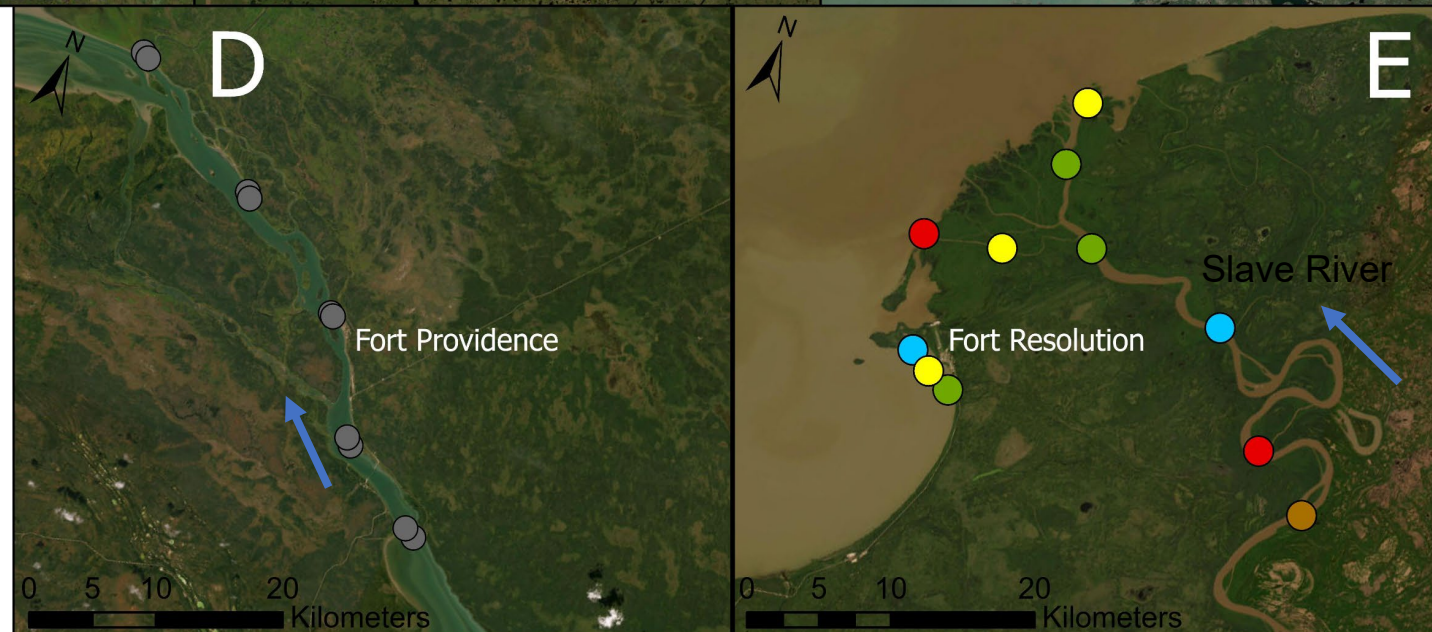 N
D
Fort Providence
0 5 10 20
Kilometers
N
E
Slave River
Fort Resolution
0 5 10 20
Kilometers